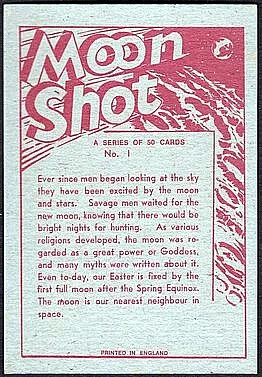 Moon
Shot
A SERIES OF 50 CARDS
No. 1
Ever since men began looking at the sky
they have been excited by the moon
and stars. Savage men waited for the
new moon, knowing that there would be
bright nights for hunting. As various
religions developed, the moon was re-
garded as a great power or Goddess,
and many myths were written about it.
Even to-day, our Easter is fixed by the
first full moon after the Spring Equinox.
The moon is our nearest neighbour in
space.
PRINTED IN ENGLAND